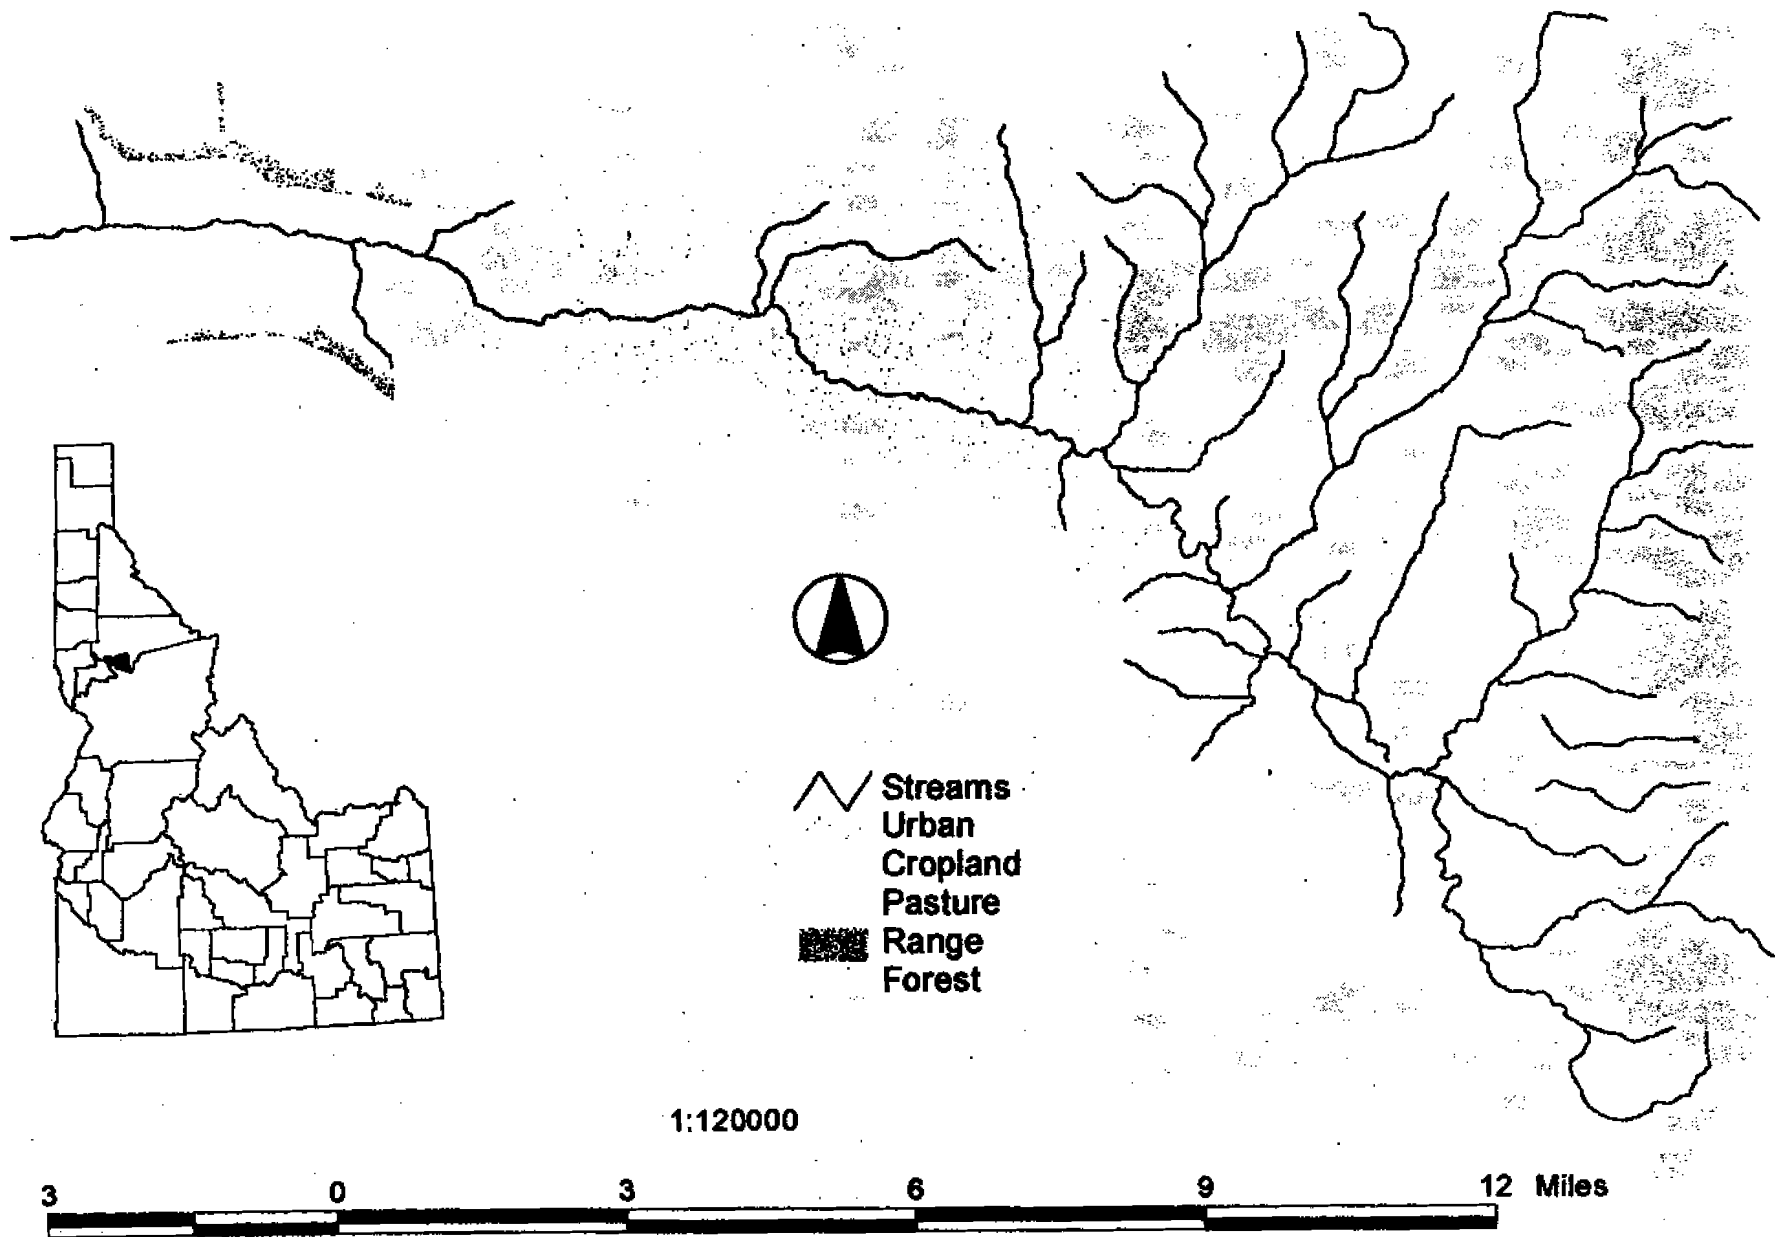 Streams
Urban
Cropland
Pasture
Range
Forest
1:120000
3 0 3 6 9 12 Miles